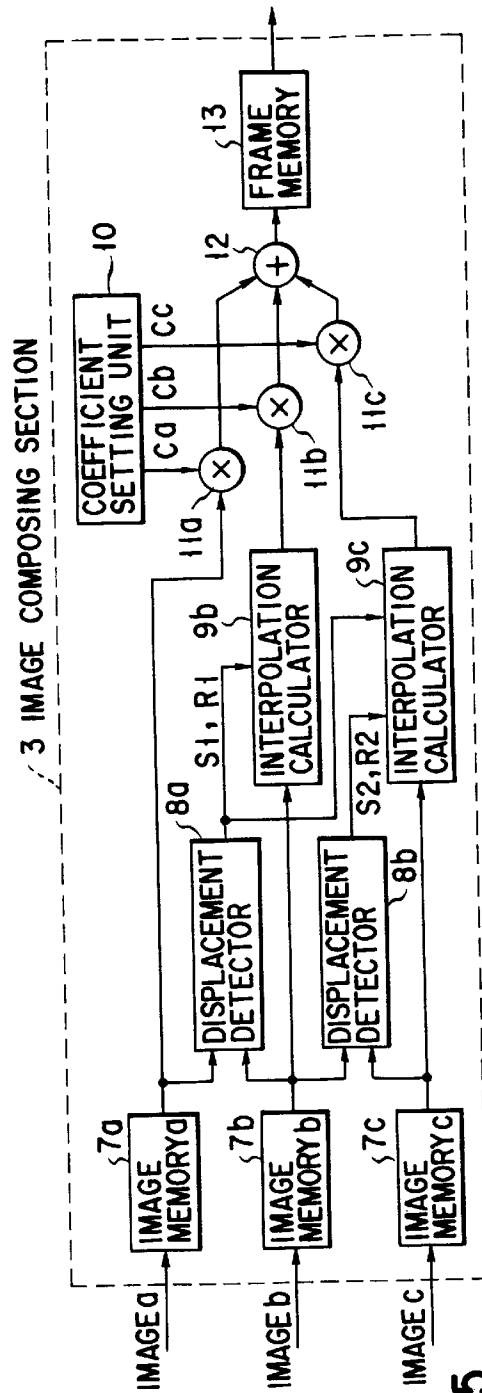 3 IMAGE COMPOSING SECTION
10
COEFFICIENT
SETTING UNIT
Ca
Cb
Cc
11a
11b
11c
12
13
FRAME
MEMORY
IMAGE a
7a
IMAGE
MEMORY a
IMAGE b
7b
IMAGE
MEMORY b
IMAGE c
7c
IMAGE
MEMORY c
8a
DISPLACEMENT
DETECTOR
S1, R1
9b
INTERPOLATION
CALCULATOR
8b
DISPLACEMENT
DETECTOR
S2, R2
9c
INTERPOLATION
CALCULATOR
×
×
×
+
5